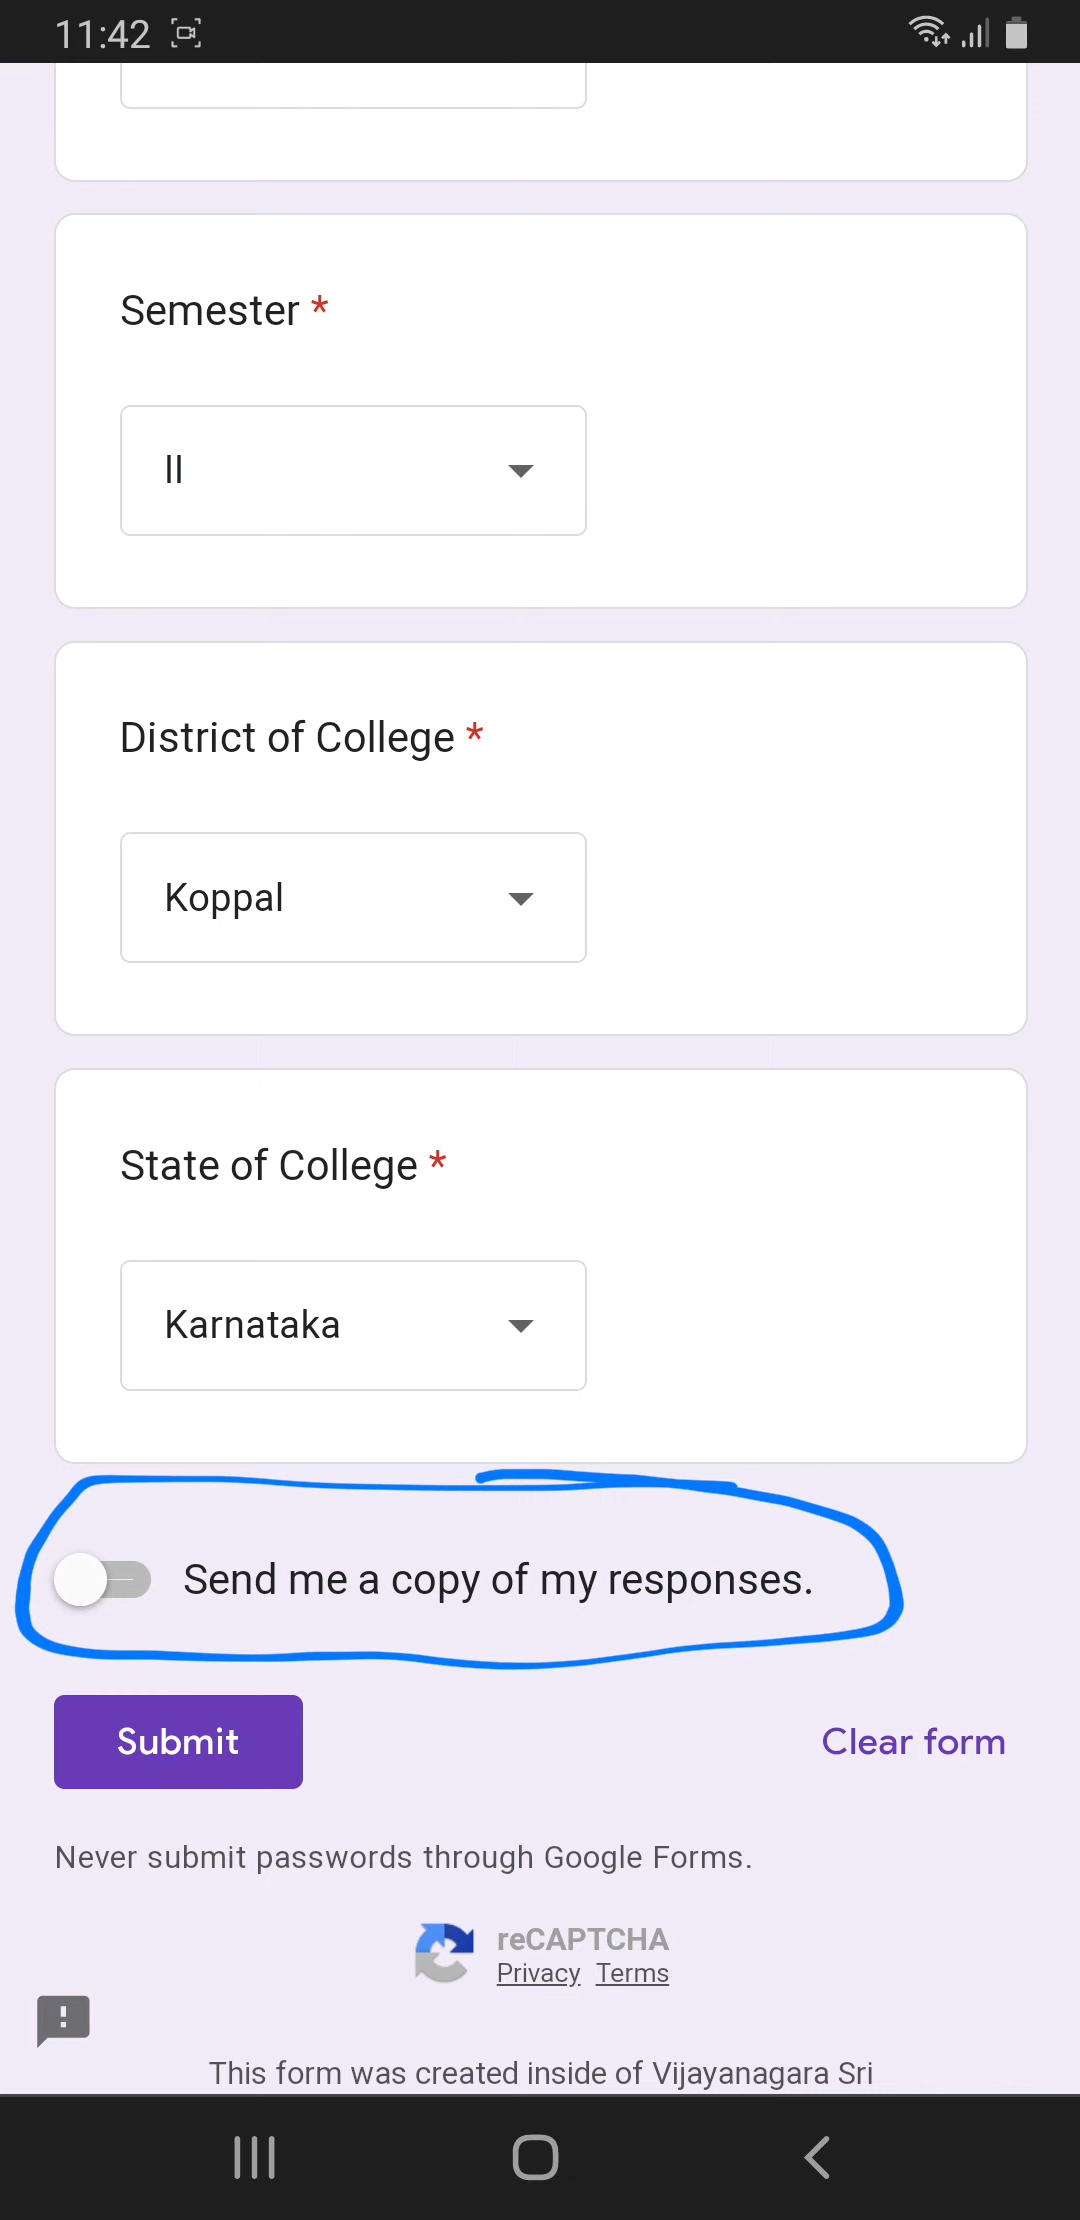 11:42
Semester *
II
District of College *
Koppal
State of College *
Karnataka
Send me a copy of my responses.
Submit
Clear form
Never submit passwords through Google Forms.
reCAPTCHA
Privacy Terms
This form was created inside of Vijayanagara Sri